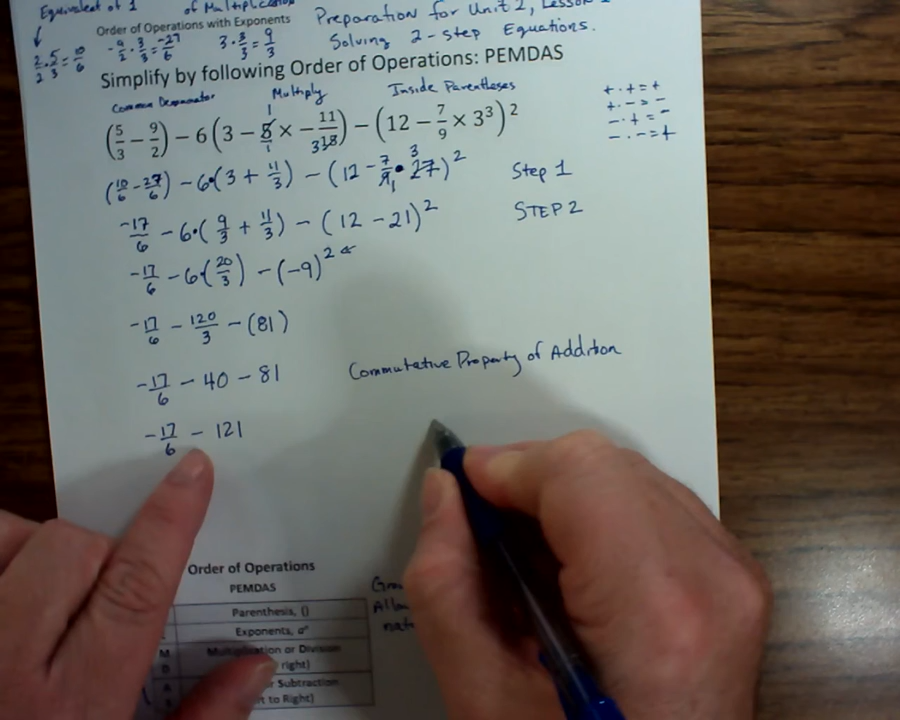 Equivalent of 1
of Multiplication
Preparation for Unit 2, Lesson
Order of Operations with Exponents
Solving 2-step Equations.
2/2 · 5/3 = 10/6
-9/2 · 3/3 = -27/6
3 · 3/3 = 9/3
Simplify by following Order of Operations: PEMDAS
Common Denominator
Multiply
Inside Parentheses
+ · + = +
+ · - = -
- · + = -
- · - = +
(5/3 − 9/2) − 6(3 − 8 × −11/18) − (12 − 7/9 × 3³)²
(10/6 - 27/6) - 6·(3 + 11/3) - (12 - 7/9 · 27)²
Step 1
-17/6 - 6·(9/3 + 11/3) - (12 - 21)²
STEP 2
-17/6 - 6·(20/3) - (-9)²
-17/6 - 120/3 - (81)
-17/6 - 40 - 81
Commutative Property of Addition
-17/6 - 121
Order of Operations
PEMDAS
Parenthesis, ()
Exponents, aⁿ
M
Multiplication or Division
D
right)
A
Subtraction
to Right)